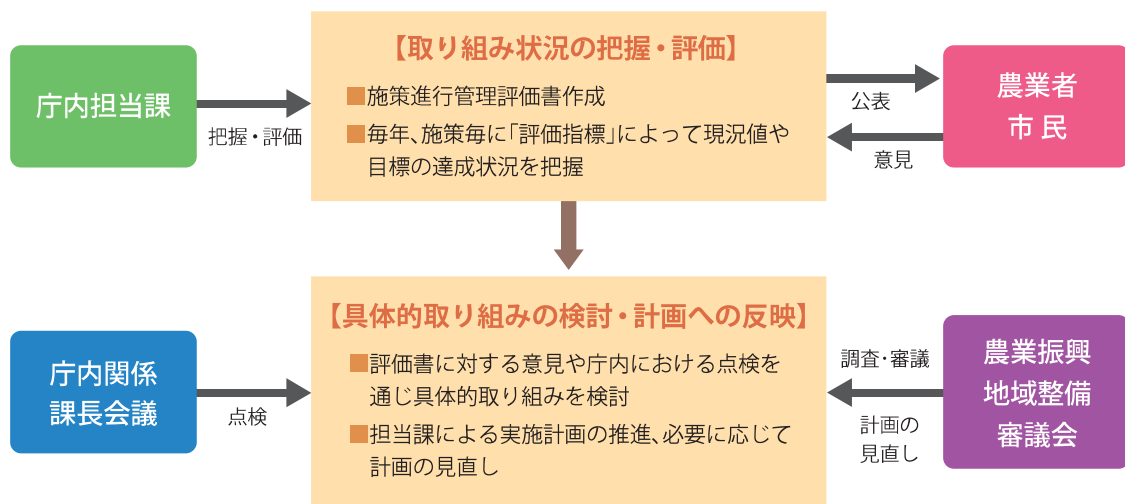 庁内担当課
把握・評価
【取り組み状況の把握・評価】
■施策進行管理評価書作成
■毎年、施策毎に「評価指標」によって現況値や
目標の達成状況を把握
公表
意見
農業者
市民
庁内関係
課長会議
点検
【具体的取り組みの検討・計画への反映】
■評価書に対する意見や庁内における点検を
通じ具体的取り組みを検討
■担当課による実施計画の推進、必要に応じて
計画の見直し
調査・審議
計画の
見直し
農業振興
地域整備
審議会